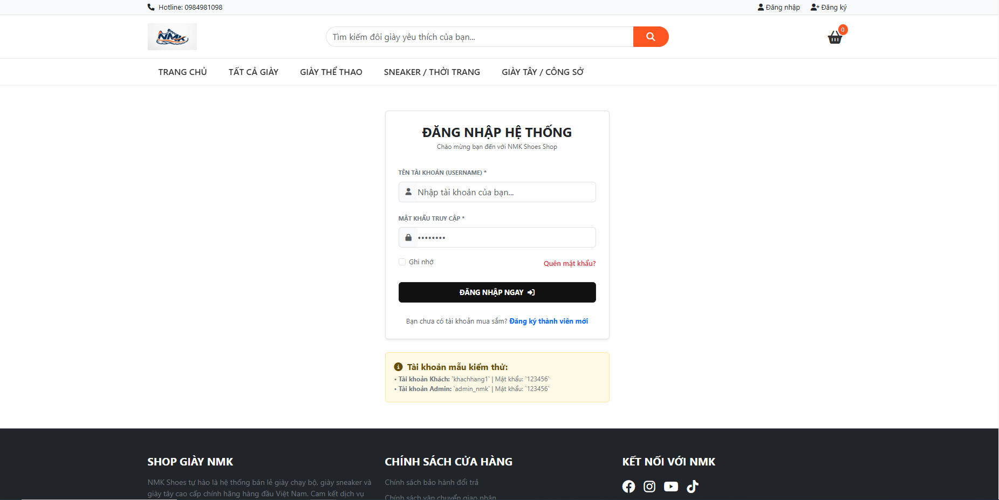 Hotline: 0984981098
Đăng nhập
Đăng ký
NMK
Tìm kiếm đôi giày yêu thích của bạn...
0
TRANG CHỦ
TẤT CẢ GIÀY
GIÀY THỂ THAO
SNEAKER / THỜI TRANG
GIÀY TÂY / CÔNG SỞ
ĐĂNG NHẬP HỆ THỐNG
Chào mừng bạn đến với NMK Shoes Shop
TÊN TÀI KHOẢN (USERNAME) *
Nhập tài khoản của bạn...
MẬT KHẨU TRUY CẬP *
••••••••
Ghi nhớ
Quên mật khẩu?
ĐĂNG NHẬP NGAY
Bạn chưa có tài khoản mua sắm? Đăng ký thành viên mới
Tài khoản mẫu kiểm thử:
• Tài khoản Khách: `khachhang1` | Mật khẩu: `123456`
• Tài khoản Admin: `admin_nmk` | Mật khẩu: `123456`
SHOP GIÀY NMK
NMK Shoes tự hào là hệ thống bán lẻ giày chạy bộ, giày sneaker và
giày tây cao cấp chính hãng hàng đầu Việt Nam. Cam kết dịch vụ
CHÍNH SÁCH CỬA HÀNG
Chính sách bảo hành đổi trả
Chính sách vận chuyển giao nhận
KẾT NỐI VỚI NMK